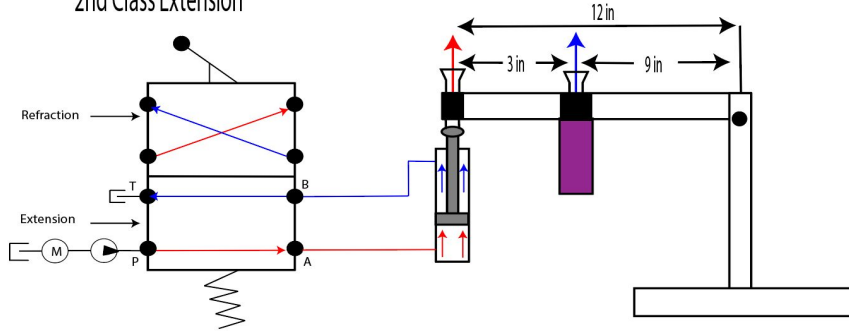 2nd Class Extension
12 in
3 in
9 in
Refraction
T
B
Extension
M
P
A